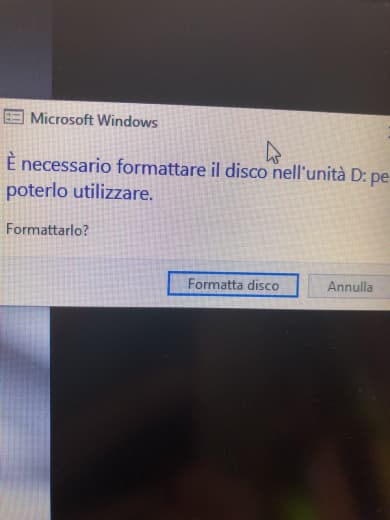 Microsoft Windows
È necessario formattare il disco nell'unità D: pe
poterlo utilizzare.
Formattarlo?
Formatta disco
Annulla